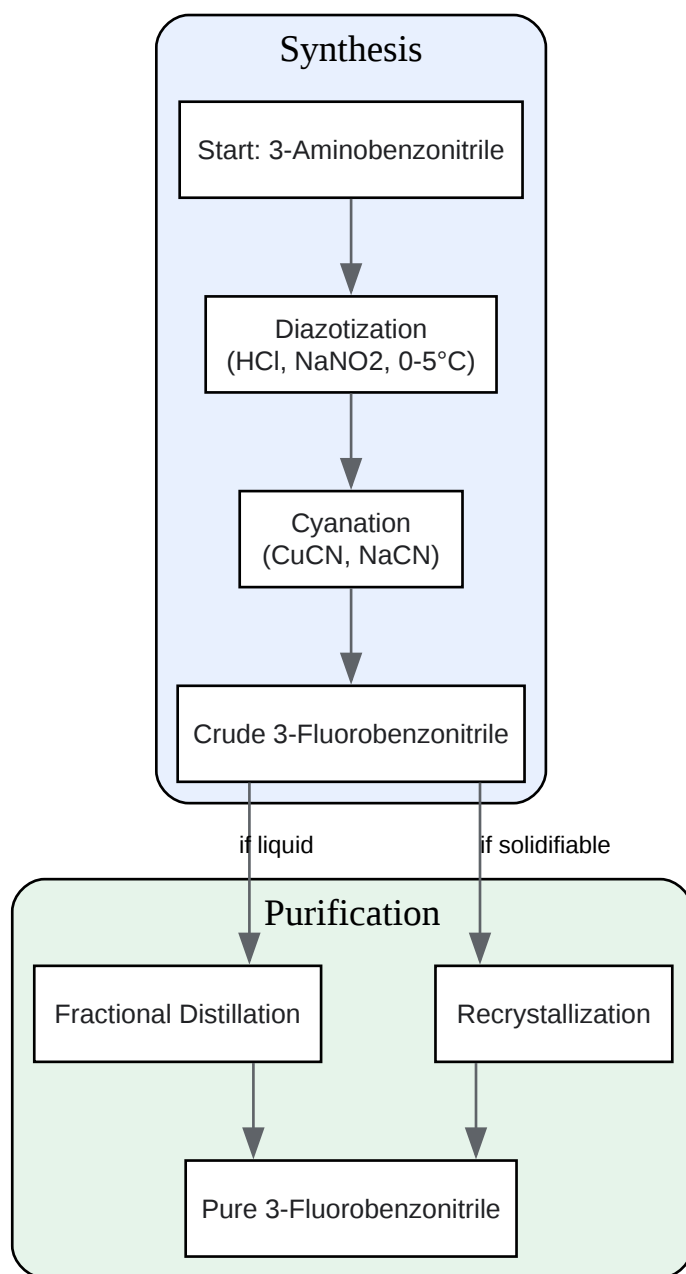 Synthesis
Start: 3-Aminobenzonitrile
Diazotization
(HCl, NaNO2, 0-5°C)
Cyanation
(CuCN, NaCN)
Crude 3-Fluorobenzonitrile
if liquid
if solidifiable
Purification
Fractional Distillation
Recrystallization
Pure 3-Fluorobenzonitrile